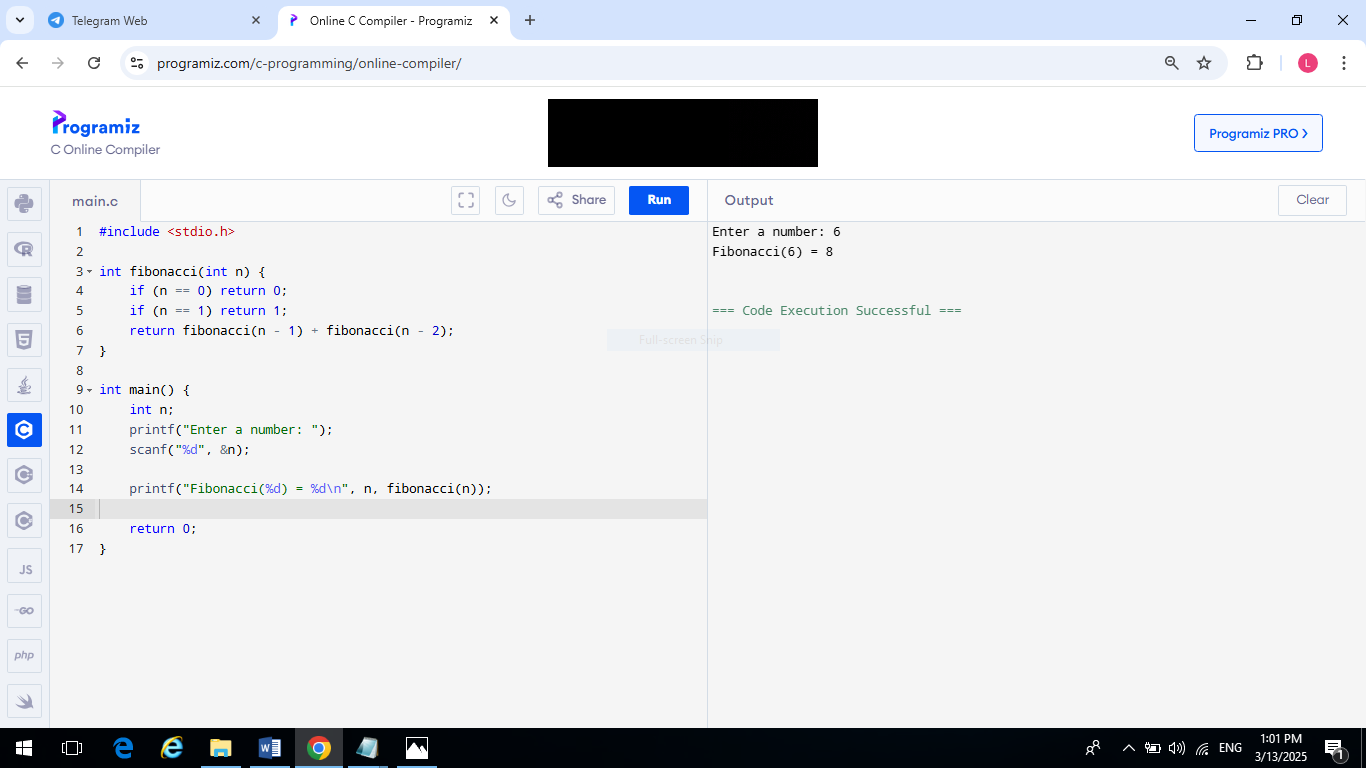 Telegram Web
Online C Compiler - Programiz
programiz.com/c-programming/online-compiler/
L
Programiz
C Online Compiler
Programiz PRO
main.c
Share
Run
Output
Clear
1 #include <stdio.h>
2
3 int fibonacci(int n) {
4     if (n == 0) return 0;
5     if (n == 1) return 1;
6     return fibonacci(n - 1) + fibonacci(n - 2);
7 }
8
9 int main() {
10     int n;
11     printf("Enter a number: ");
12     scanf("%d", &n);
13
14     printf("Fibonacci(%d) = %d\n", n, fibonacci(n));
15
16     return 0;
17 }
Enter a number: 6
Fibonacci(6) = 8
=== Code Execution Successful ===
Full-screen Snip
JS
GO
php
ENG
1:01 PM
3/13/2025
1